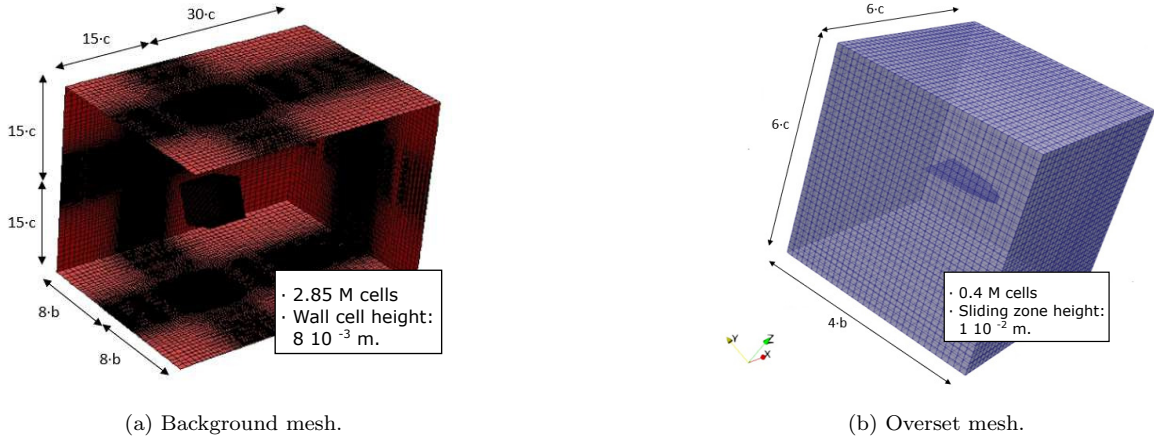 15·c
30·c
15·c
15·c
8·b
8·b
· 2.85 M cells
· Wall cell height:
8 10 -3 m.
(a) Background mesh.
6·c
6·c
4·b
· 0.4 M cells
· Sliding zone height:
1 10 -2 m.
Y
Z
X
(b) Overset mesh.